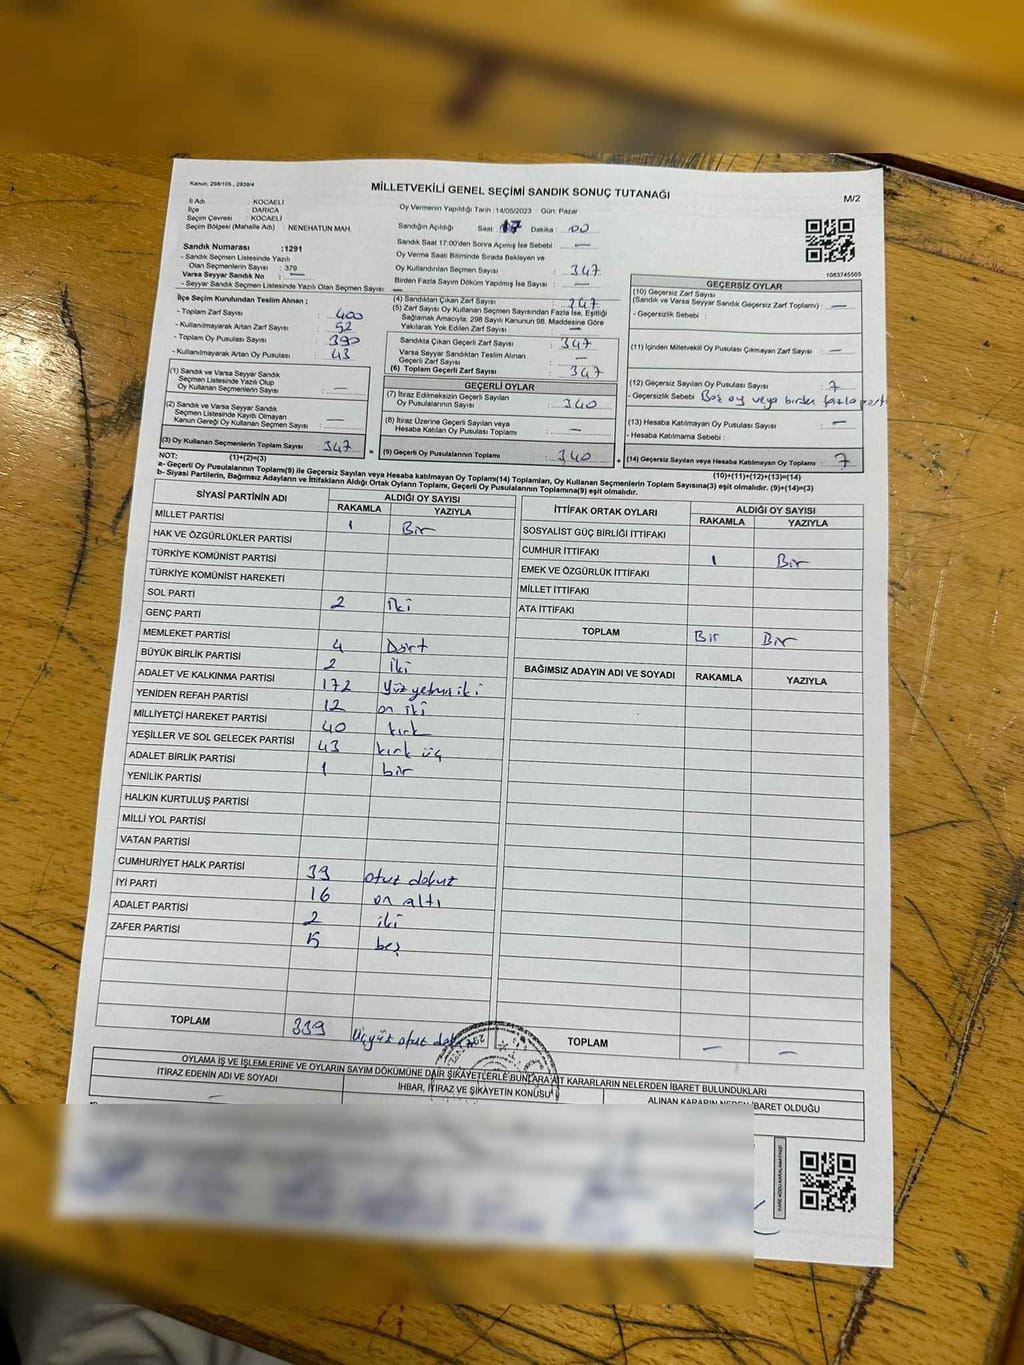 Kanun: 298/105 , 2839/4
MİLLETVEKİLİ GENEL SEÇİMİ SANDIK SONUÇ TUTANAĞI
M/2
İl Adı : KOCAELİ
İlçe : DARICA
Seçim Çevresi : KOCAELİ
Seçim Bölgesi (Mahalle Adı) : NENEHATUN MAH.
Oy Vermenin Yapıldığı Tarih : 14/05/2023 Gün: Pazar
Sandığın Açıldığı Saat : 17 Dakika : 00
Sandık Saat 17:00'den Sonra Açılmış İse Sebebi : —
Oy Verme Saati Bitiminde Sırada Bekleyen ve
Oy Kullandırılan Seçmen Sayısı : 347
Birden Fazla Sayım Döküm Yapılmış İse Sayısı : —
1083745505
Sandık Numarası : 1291
- Sandık Seçmen Listesinde Yazılı
Olan Seçmenlerin Sayısı : 379
Varsa Seyyar Sandık No : —
- Seyyar Sandık Seçmen Listesinde Yazılı Olan Seçmen Sayısı: —
İlçe Seçim Kurulundan Teslim Alınan ;
- Toplam Zarf Sayısı : 400
- Kullanılmayarak Artan Zarf Sayısı : 52
- Toplam Oy Pusulası : 390
- Kullanılmayarak Artan Oy Pusulası : 43
(1) Sandık ve Varsa Seyyar Sandık
Seçmen Listesinde Yazılı Olup
Oy Kullanan Seçmenlerin Sayısı : —
(2) Sandık ve Varsa Seyyar Sandık
Seçmen Listesinde Kayıtlı Olmayan
Kanun Gereği Oy Kullanan Seçmen Sayısı : —
(3) Oy Kullanan Seçmenlerin Toplam Sayısı : 347
(4) Sandıktan Çıkan Zarf Sayısı : 347
(5) Zarf Sayısı Oy Kullanan Seçmen Sayısından Fazla İse, Eşitliği
Sağlamak Amacıyla; 298 Sayılı Kanunun 98. Maddesine Göre
Yakılarak Yok Edilen Zarf Sayısı : —
Sandıkta Çıkan Geçerli Zarf Sayısı : 347
Varsa Seyyar Sandıktan Teslim Alınan
Geçerli Zarf Sayısı : —
(6) Toplam Geçerli Zarf Sayısı : 347
GEÇERLİ OYLAR
(7) İtiraz Edilmeksizin Geçerli Sayılan
Oy Pusulalarının Sayısı : 340
(8) İtiraz Üzerine Geçerli Sayılan veya
Hesaba Katılan Oy Pusulası Toplamı : —
(9) Geçerli Oy Pusulalarının Toplamı : 340
GEÇERSİZ OYLAR
(10) Geçersiz Zarf Sayısı
(Sandık ve Varsa Seyyar Sandık Geçersiz Zarf Toplamı) : —
- Geçersizlik Sebebi :
(11) İçinden Milletvekili Oy Pusulası Çıkmayan Zarf Sayısı : —
(12) Geçersiz Sayılan Oy Pusulası Sayısı : 7
- Geçersizlik Sebebi Boş oy veya birden fazla parti
(13) Hesaba Katılmayan Oy Pusulası Sayısı : —
- Hesaba Katılmama Sebebi :
(14) Geçersiz Sayılan veya Hesaba Katılmayan Oy Toplamı : 7
NOT: (1)+(2)=(3) (10)+(11)+(12)+(13)=(14)
a- Geçerli Oy Pusulalarının Toplamı(9) ile Geçersiz Sayılan veya Hesaba katılmayan Oy Toplamı(14) Toplamları, Oy Kullanan Seçmenlerin Toplam Sayısına(3) eşit olmalıdır. (9)+(14)=(3)
b- Siyasi Partilerin, Bağımsız Adayların ve İttifakların Aldığı Ortak Oyların Toplamı, Geçerli Oy Pusulalarının Toplamına(9) eşit olmalıdır.
SİYASİ PARTİNİN ADI ALDIĞI OY SAYISI
RAKAMLA YAZIYLA
MİLLET PARTİSİ 1 Bir
HAK VE ÖZGÜRLÜKLER PARTİSİ
TÜRKİYE KOMÜNİST PARTİSİ
TÜRKİYE KOMÜNİST HAREKETİ
SOL PARTİ 2 iki
GENÇ PARTİ
MEMLEKET PARTİSİ 4 Dört
BÜYÜK BİRLİK PARTİSİ 2 iki
ADALET VE KALKINMA PARTİSİ 172 Yüz yetmiş iki
YENİDEN REFAH PARTİSİ 12 on iki
MİLLİYETÇİ HAREKET PARTİSİ 40 kırk
YEŞİLLER VE SOL GELECEK PARTİSİ 43 kırk üç
ADALET BİRLİK PARTİSİ 1 bir
YENİLİK PARTİSİ
HALKIN KURTULUŞ PARTİSİ
MİLLİ YOL PARTİSİ
VATAN PARTİSİ
CUMHURİYET HALK PARTİSİ 39 otuz dokuz
İYİ PARTİ 16 on altı
ADALET PARTİSİ 2 iki
ZAFER PARTİSİ 5 beş
TOPLAM 339 Üçyüz otuz dokuz
İTTİFAK ORTAK OYLARI ALDIĞI OY SAYISI
RAKAMLA YAZIYLA
SOSYALİST GÜÇ BİRLİĞİ İTTİFAKI
CUMHUR İTTİFAKI 1 Bir
EMEK VE ÖZGÜRLÜK İTTİFAKI
MİLLET İTTİFAKI
ATA İTTİFAKI
TOPLAM Bir Bir
BAĞIMSIZ ADAYIN ADI VE SOYADI RAKAMLA YAZIYLA
TOPLAM — —
OYLAMA İŞ VE İŞLEMLERİNE VE OYLARIN SAYIM DÖKÜMÜNE DAİR ŞİKAYETLERLE BUNLARA AİT KARARLARIN NELERDEN İBARET BULUNDUKLARI
İTİRAZ EDENİN ADI VE SOYADI
İHBAR, İTİRAZ VE ŞİKAYETİN KONUSU
ALINAN KARARIN NEDEN İBARET OLDUĞU